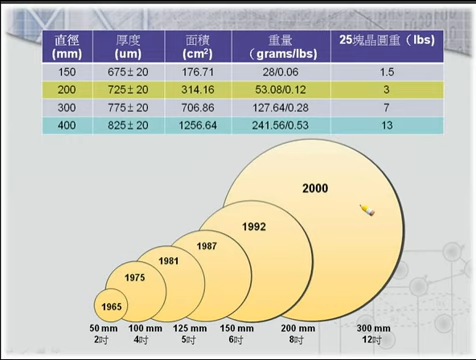 直徑 厚度 面積 重量 25塊晶圓重（lbs)
(mm) (um) (cm2) （grams/lbs)
150 675±20 176.71 28/0.06 1.5
200 725±20 314.16 53.08/0.12 3
300 775±20 706.86 127.64/0.28 7
400 825±20 1256.64 241.56/0.53 13
2000
1992
1987
1981
1975
1965
50 mm 100 mm 125 mm 150 mm 200 mm 300 mm
2吋 4吋 5吋 6吋 8吋 12吋